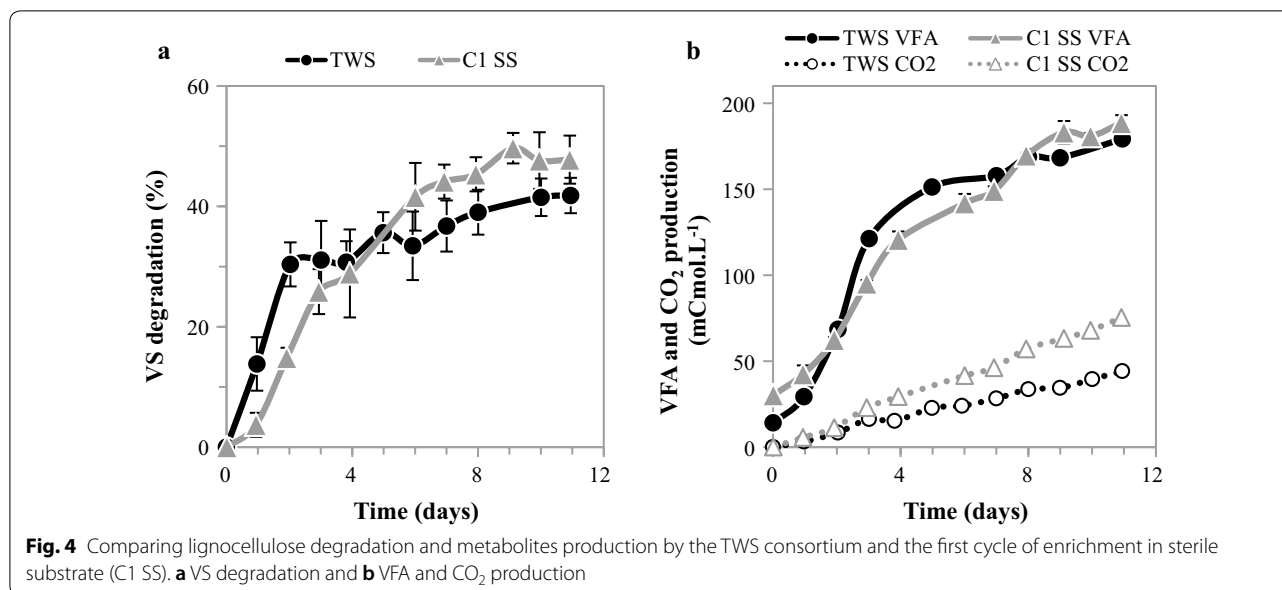 a
TWS
C1 SS
60
40
20
0
VS degradation (%)
0 4 8 12
Time (days)
b
TWS VFA C1 SS VFA
TWS CO2 C1 SS CO2
200
150
100
50
0
VFA and CO₂ production
(mCmol.L⁻¹)
0 4 8 12
Time (days)
Fig. 4 Comparing lignocellulose degradation and metabolites production by the TWS consortium and the first cycle of enrichment in sterile
substrate (C1 SS). a VS degradation and b VFA and CO₂ production